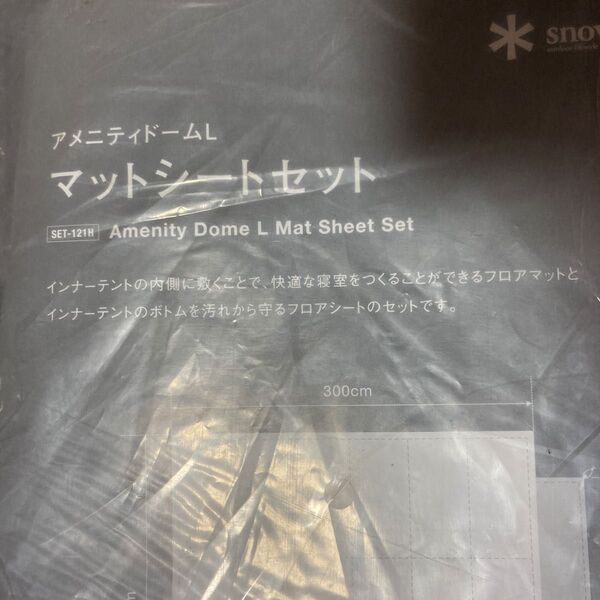 snow
アメニティドームL
マットシートセット
SET-121H Amenity Dome L Mat Sheet Set
インナーテントの内側に敷くことで、快適な寝室をつくることができるフロアマットと
インナーテントのボトムを汚れから守るフロアシートのセットです。
300cm